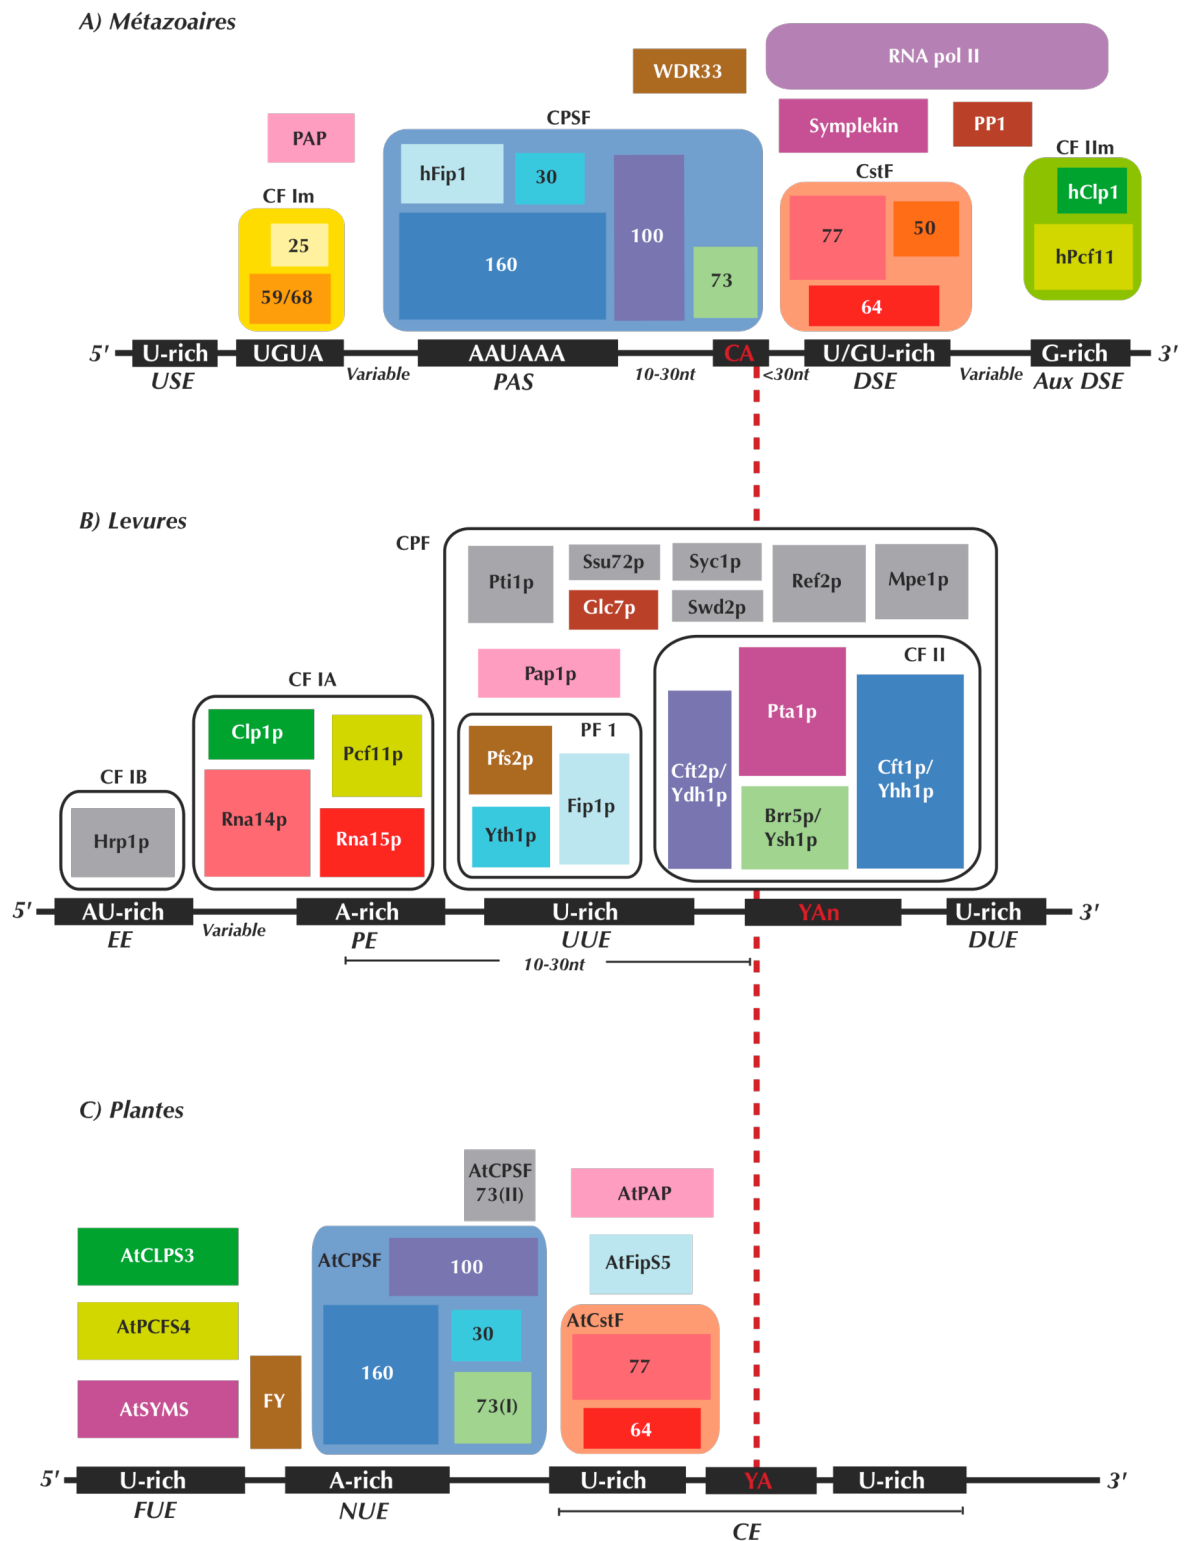 A) Métazoaires
RNA pol II
WDR33
CPSF
Symplekin
PP1
PAP
CF IIm
hFip1
30
CstF
hClp1
CF Im
77
50
100
25
160
73
hPcf11
59/68
64
5' U-rich UGUA AAUAAA CA U/GU-rich G-rich 3'
USE Variable PAS 10-30nt <30nt DSE Variable Aux DSE
B) Levures
CPF
Pti1p
Ssu72p
Syc1p
Ref2p
Mpe1p
Glc7p
Swd2p
CF II
Pap1p
CF IA
Pta1p
Clp1p
PF 1
Pcf11p
Pfs2p
Cft2p/
Ydh1p
Cft1p/
Yhh1p
CF IB
Rna14p
Fip1p
Brr5p/
Ysh1p
Hrp1p
Rna15p
Yth1p
5' AU-rich A-rich U-rich YAn U-rich 3'
EE Variable PE UUE DUE
10-30nt
C) Plantes
AtCPSF
73(II)
AtPAP
AtCLPS3
AtCPSF
100
AtFipS5
AtPCFS4
AtCstF
30
160
77
FY
AtSYMS
73(I)
64
5' U-rich A-rich U-rich YA U-rich 3'
FUE NUE
CE